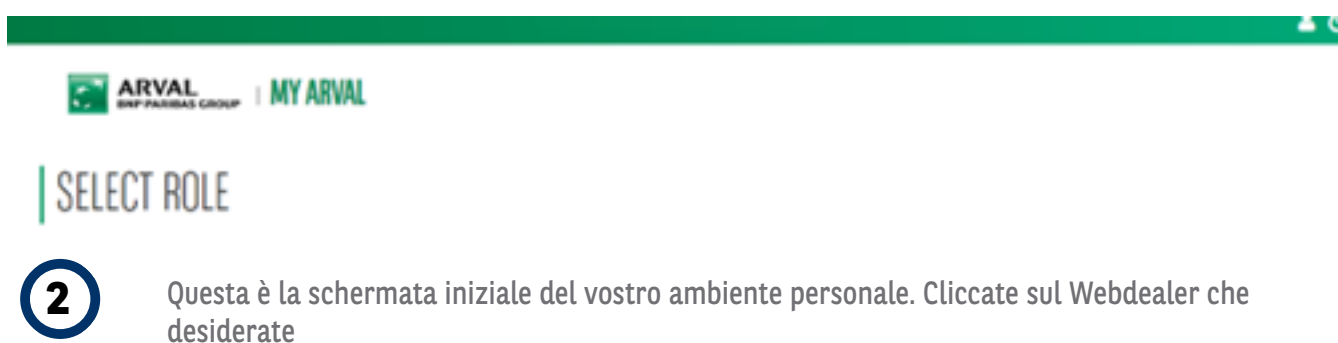 ARVAL
BNP PARIBAS GROUP
MY ARVAL
SELECT ROLE
2
Questa è la schermata iniziale del vostro ambiente personale. Cliccate sul Webdealer che
desiderate